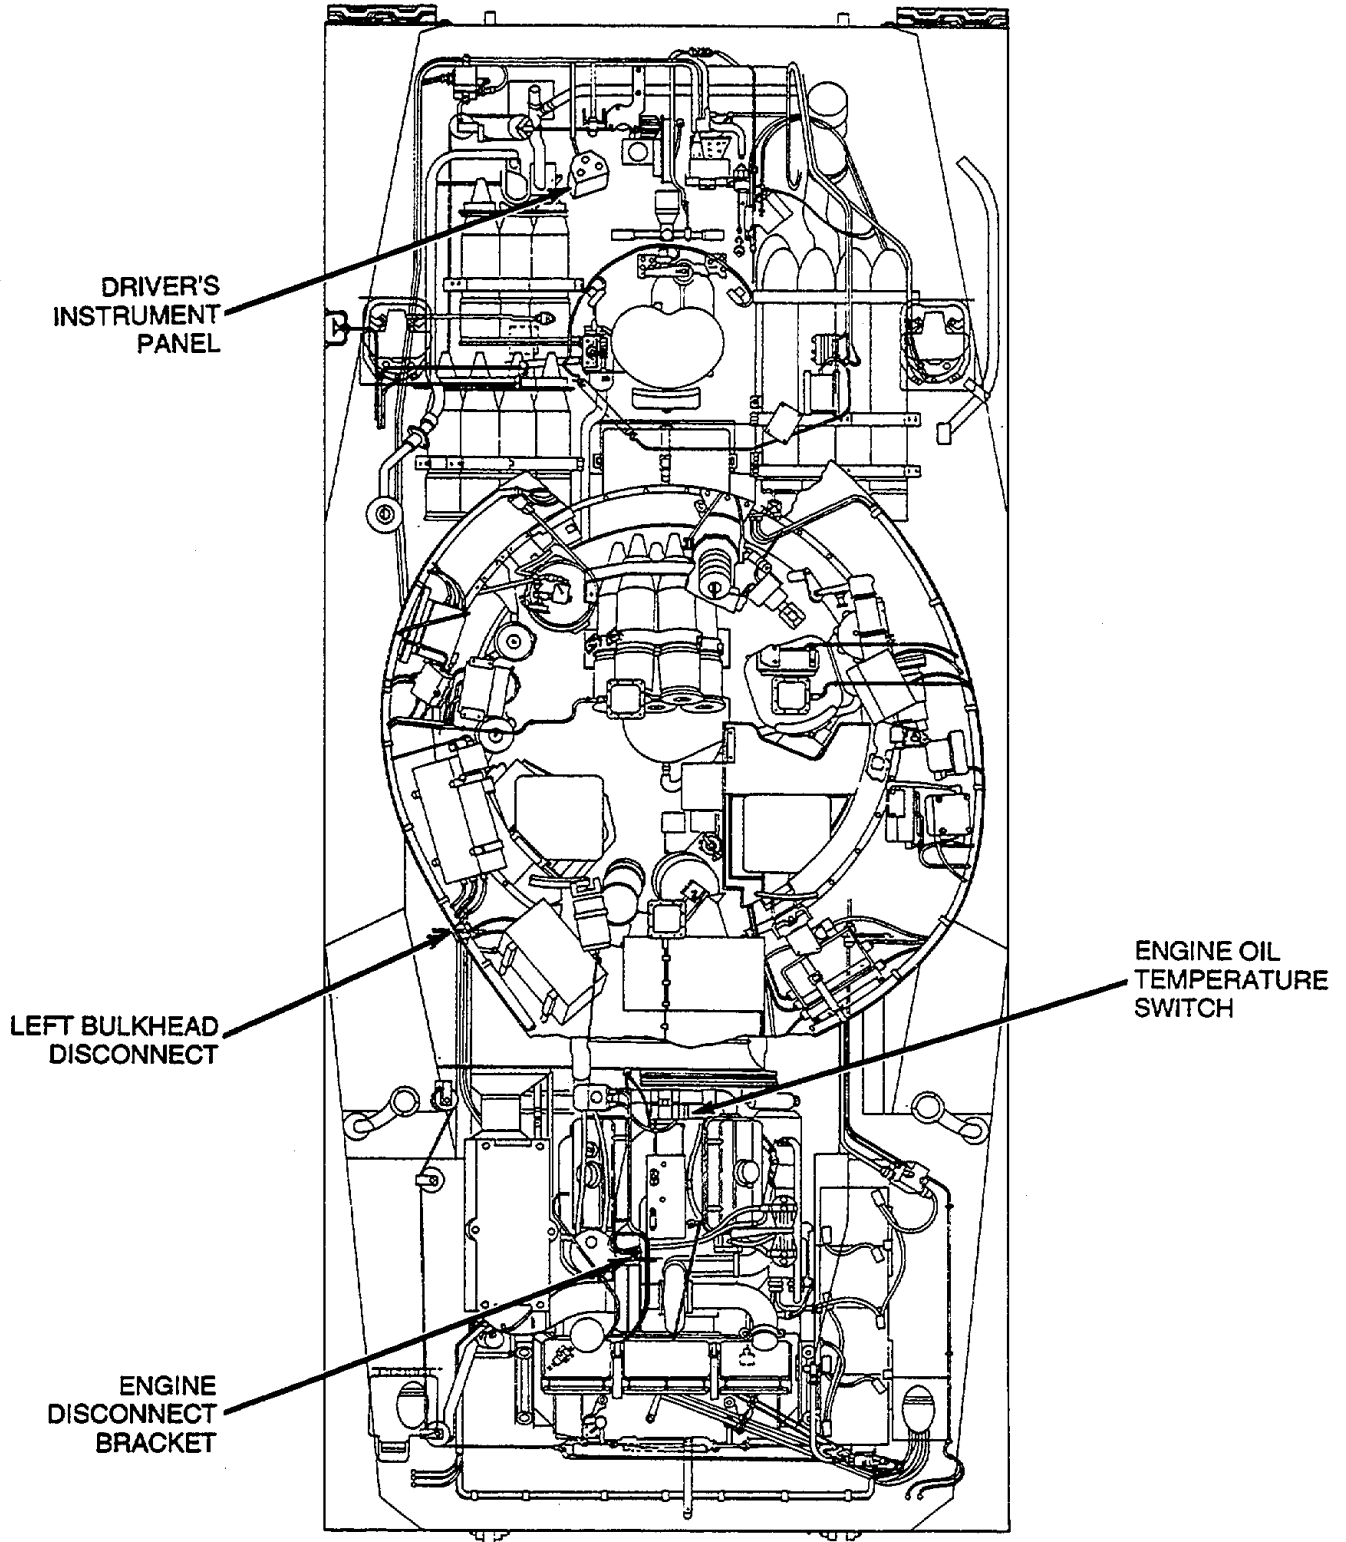 DRIVER'S
INSTRUMENT
PANEL
ENGINE OIL
TEMPERATURE
SWITCH
LEFT BULKHEAD
DISCONNECT
ENGINE
DISCONNECT
BRACKET